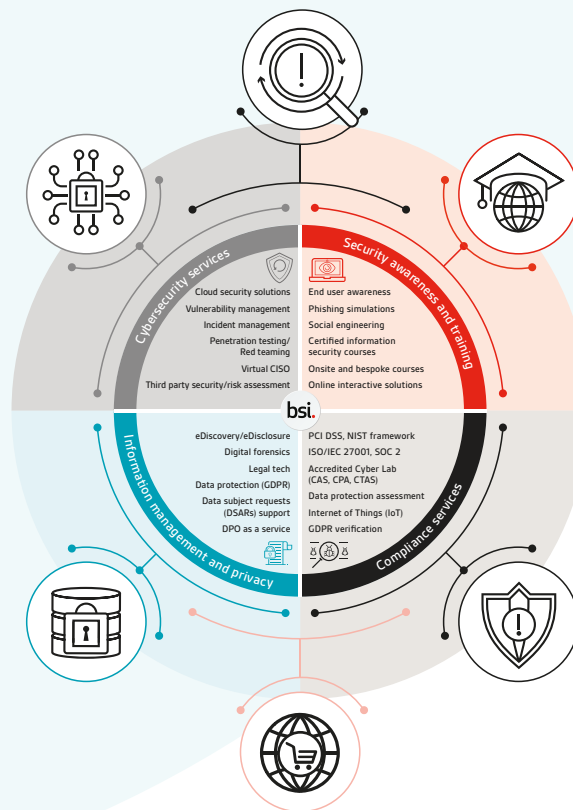 Cybersecurity services
Cloud security solutions
Vulnerability management
Incident management
Penetration testing/
Red teaming
Virtual CISO
Third party security/risk assessment
Security awareness and training
End user awareness
Phishing simulations
Social engineering
Certified information
security courses
Onsite and bespoke courses
Online interactive solutions
bsi.
Information management and privacy
eDiscovery/eDisclosure
Digital forensics
Legal tech
Data protection (GDPR)
Data subject requests
(DSARs) support
DPO as a service
Compliance services
PCI DSS, NIST framework
ISO/IEC 27001, SOC 2
Accredited Cyber Lab
(CAS, CPA, CTAS)
Data protection assessment
Internet of Things (IoT)
GDPR verification